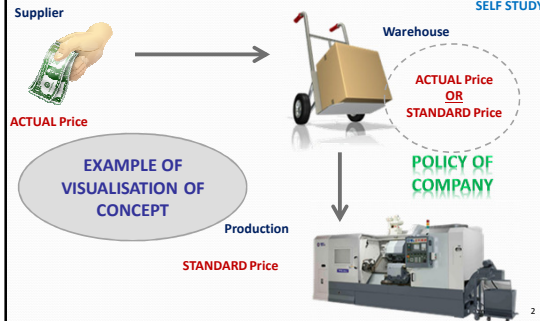 Supplier
SELF STUDY
Warehouse
ACTUAL Price
OR
STANDARD Price
ACTUAL Price
EXAMPLE OF
VISUALISATION OF
CONCEPT
POLICY OF
COMPANY
Production
STANDARD Price
2